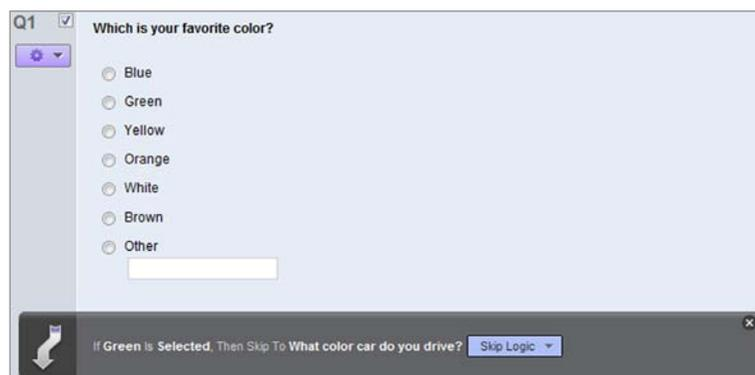 Q1
Which is your favorite color?
Blue
Green
Yellow
Orange
White
Brown
Other
If Green Is Selected, Then Skip To What color car do you drive? Skip Logic